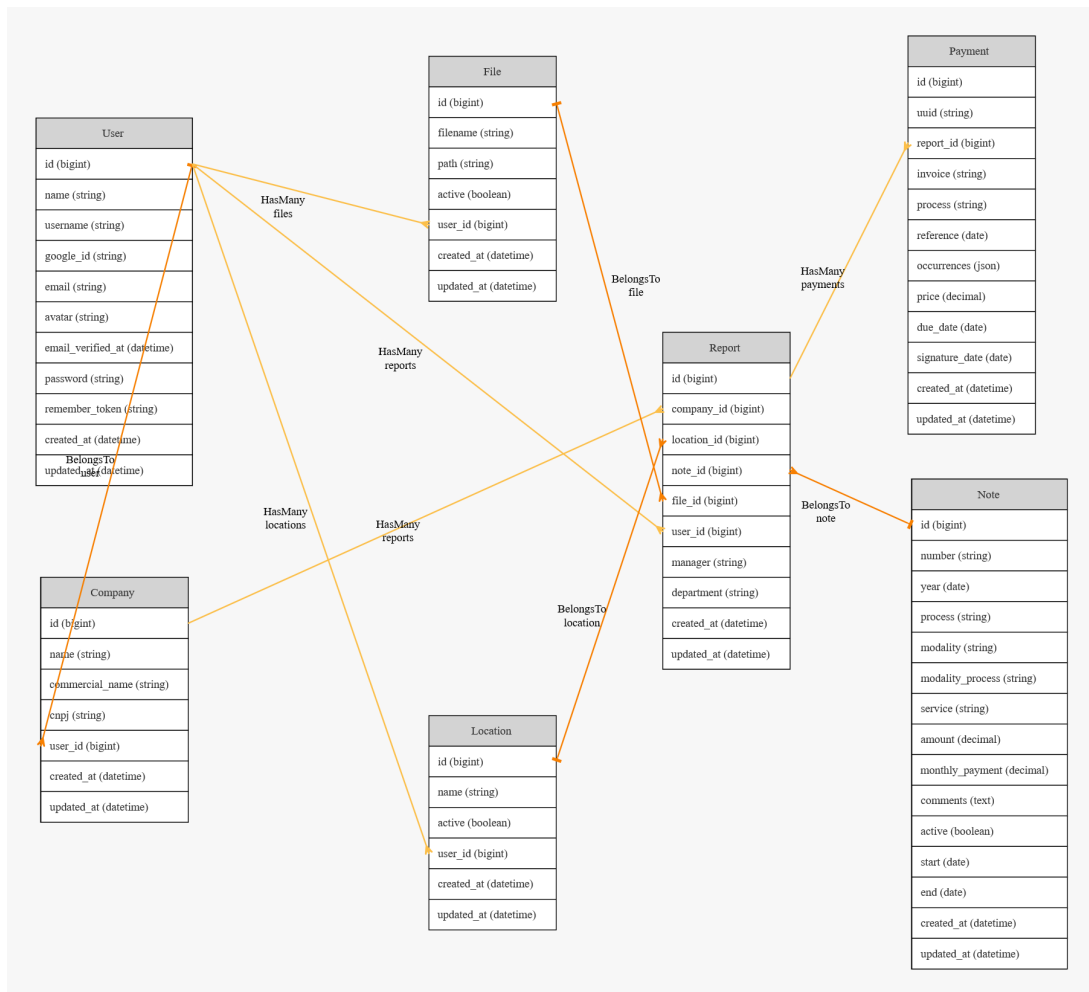 User
id (bigint)
name (string)
username (string)
google_id (string)
email (string)
avatar (string)
email_verified_at (datetime)
password (string)
remember_token (string)
created_at (datetime)
updated_at (datetime)
BelongsTo
user
Company
id (bigint)
name (string)
commercial_name (string)
cnpj (string)
user_id (bigint)
created_at (datetime)
updated_at (datetime)
HasMany
files
HasMany
reports
HasMany
locations
HasMany
reports
File
id (bigint)
filename (string)
path (string)
active (boolean)
user_id (bigint)
created_at (datetime)
updated_at (datetime)
Location
id (bigint)
name (string)
active (boolean)
user_id (bigint)
created_at (datetime)
updated_at (datetime)
BelongsTo
file
BelongsTo
location
Report
id (bigint)
company_id (bigint)
location_id (bigint)
note_id (bigint)
file_id (bigint)
user_id (bigint)
manager (string)
department (string)
created_at (datetime)
updated_at (datetime)
HasMany
payments
BelongsTo
note
Payment
id (bigint)
uuid (string)
report_id (bigint)
invoice (string)
process (string)
reference (date)
occurrences (json)
price (decimal)
due_date (date)
signature_date (date)
created_at (datetime)
updated_at (datetime)
Note
id (bigint)
number (string)
year (date)
process (string)
modality (string)
modality_process (string)
service (string)
amount (decimal)
monthly_payment (decimal)
comments (text)
active (boolean)
start (date)
end (date)
created_at (datetime)
updated_at (datetime)